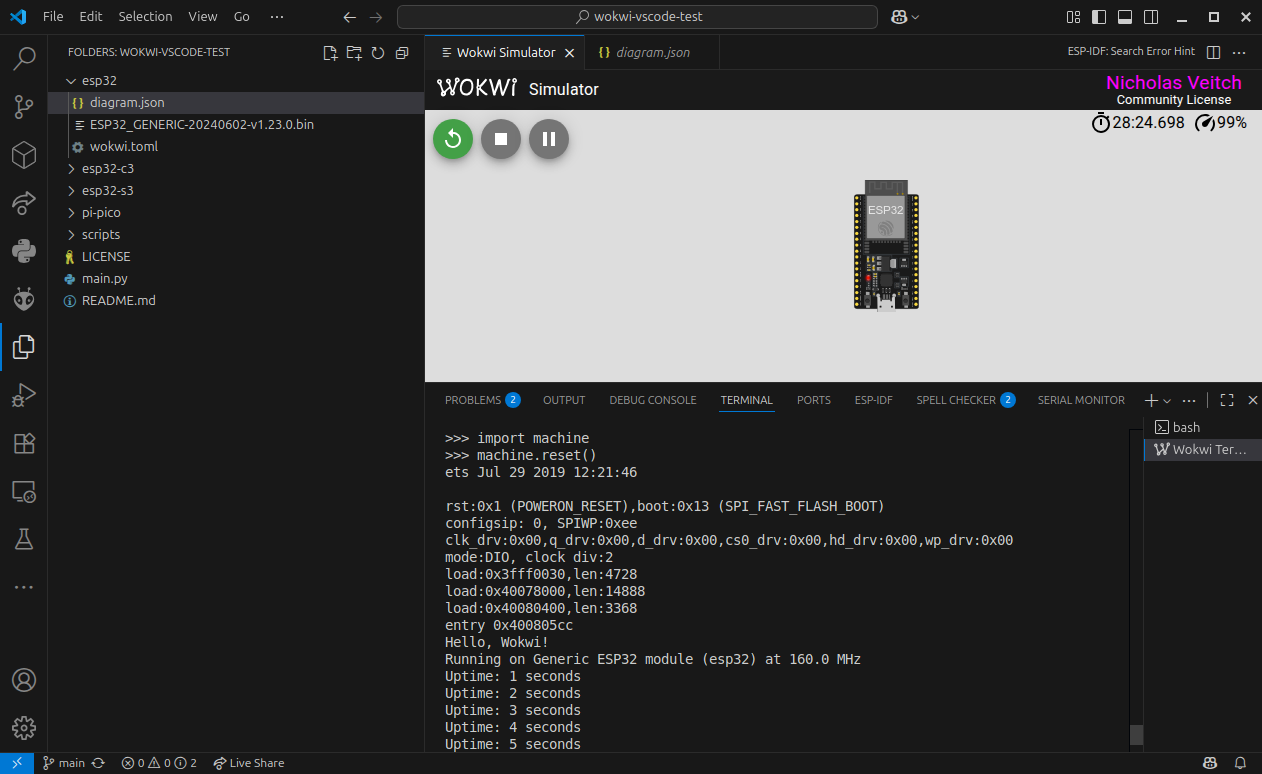 File Edit Selection View Go ··· wokwi-vscode-test
FOLDERS: WOKWI-VSCODE-TEST
esp32
{ } diagram.json
ESP32_GENERIC-20240602-v1.23.0.bin
wokwi.toml
esp32-c3
esp32-s3
pi-pico
scripts
LICENSE
main.py
README.md
Wokwi Simulator
{ } diagram.json
ESP-IDF: Search Error Hint
WOKWI Simulator
Nicholas Veitch
Community License
28:24.698 99%
ESP32
PROBLEMS 2 OUTPUT DEBUG CONSOLE TERMINAL PORTS ESP-IDF SPELL CHECKER 2 SERIAL MONITOR
bash
Wokwi Ter...
>>> import machine
>>> machine.reset()
ets Jul 29 2019 12:21:46
rst:0x1 (POWERON_RESET),boot:0x13 (SPI_FAST_FLASH_BOOT)
configsip: 0, SPIWP:0xee
clk_drv:0x00,q_drv:0x00,d_drv:0x00,cs0_drv:0x00,hd_drv:0x00,wp_drv:0x00
mode:DIO, clock div:2
load:0x3fff0030,len:4728
load:0x40078000,len:14888
load:0x40080400,len:3368
entry 0x400805cc
Hello, Wokwi!
Running on Generic ESP32 module (esp32) at 160.0 MHz
Uptime: 1 seconds
Uptime: 2 seconds
Uptime: 3 seconds
Uptime: 4 seconds
Uptime: 5 seconds
main 0 0 2 Live Share